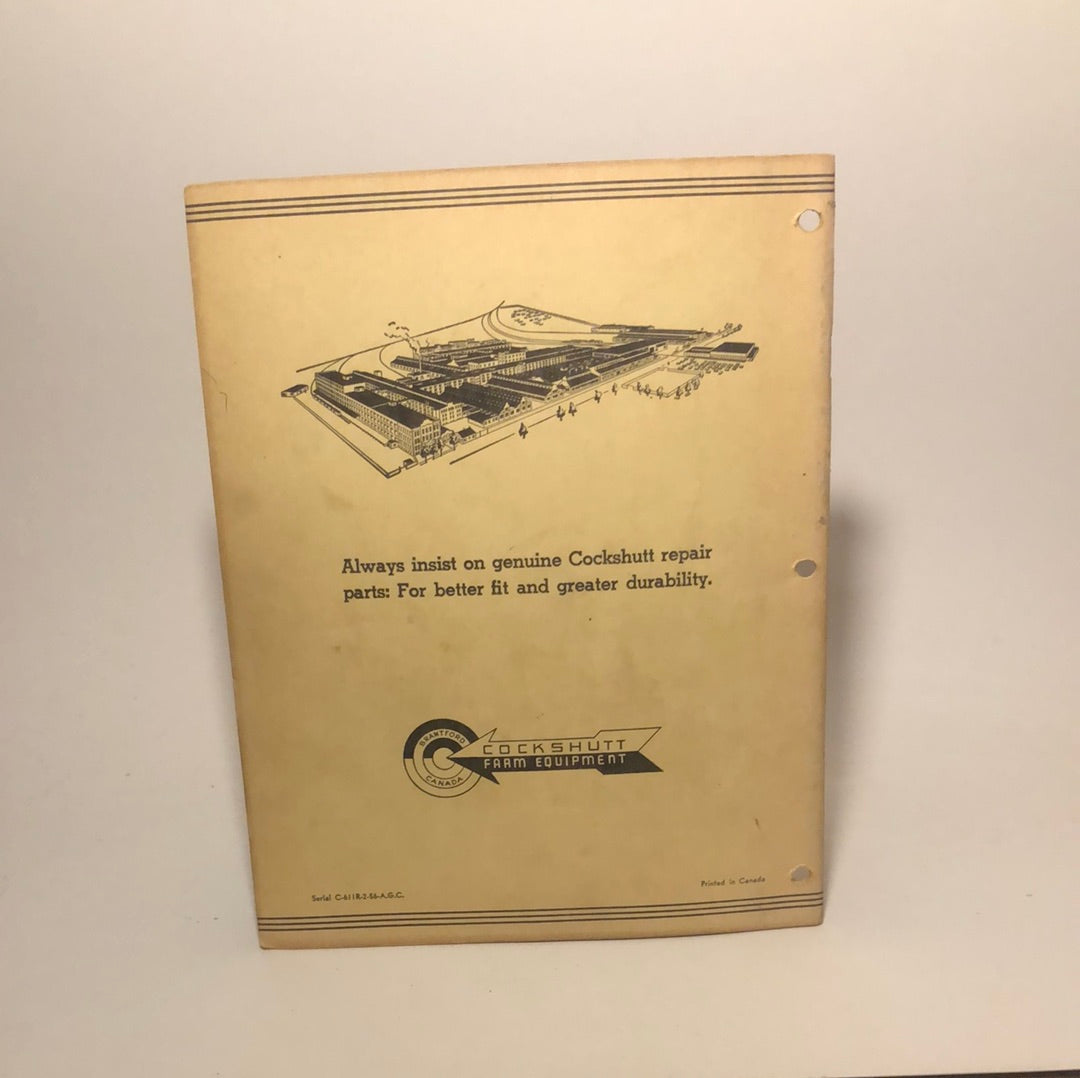 Always insist on genuine Cockshutt repair
parts: For better fit and greater durability.
BRANTFORD
CANADA
COCKSHUTT
FARM EQUIPMENT
Serial C-611R-2-56-A.G.C.
Printed in Canada